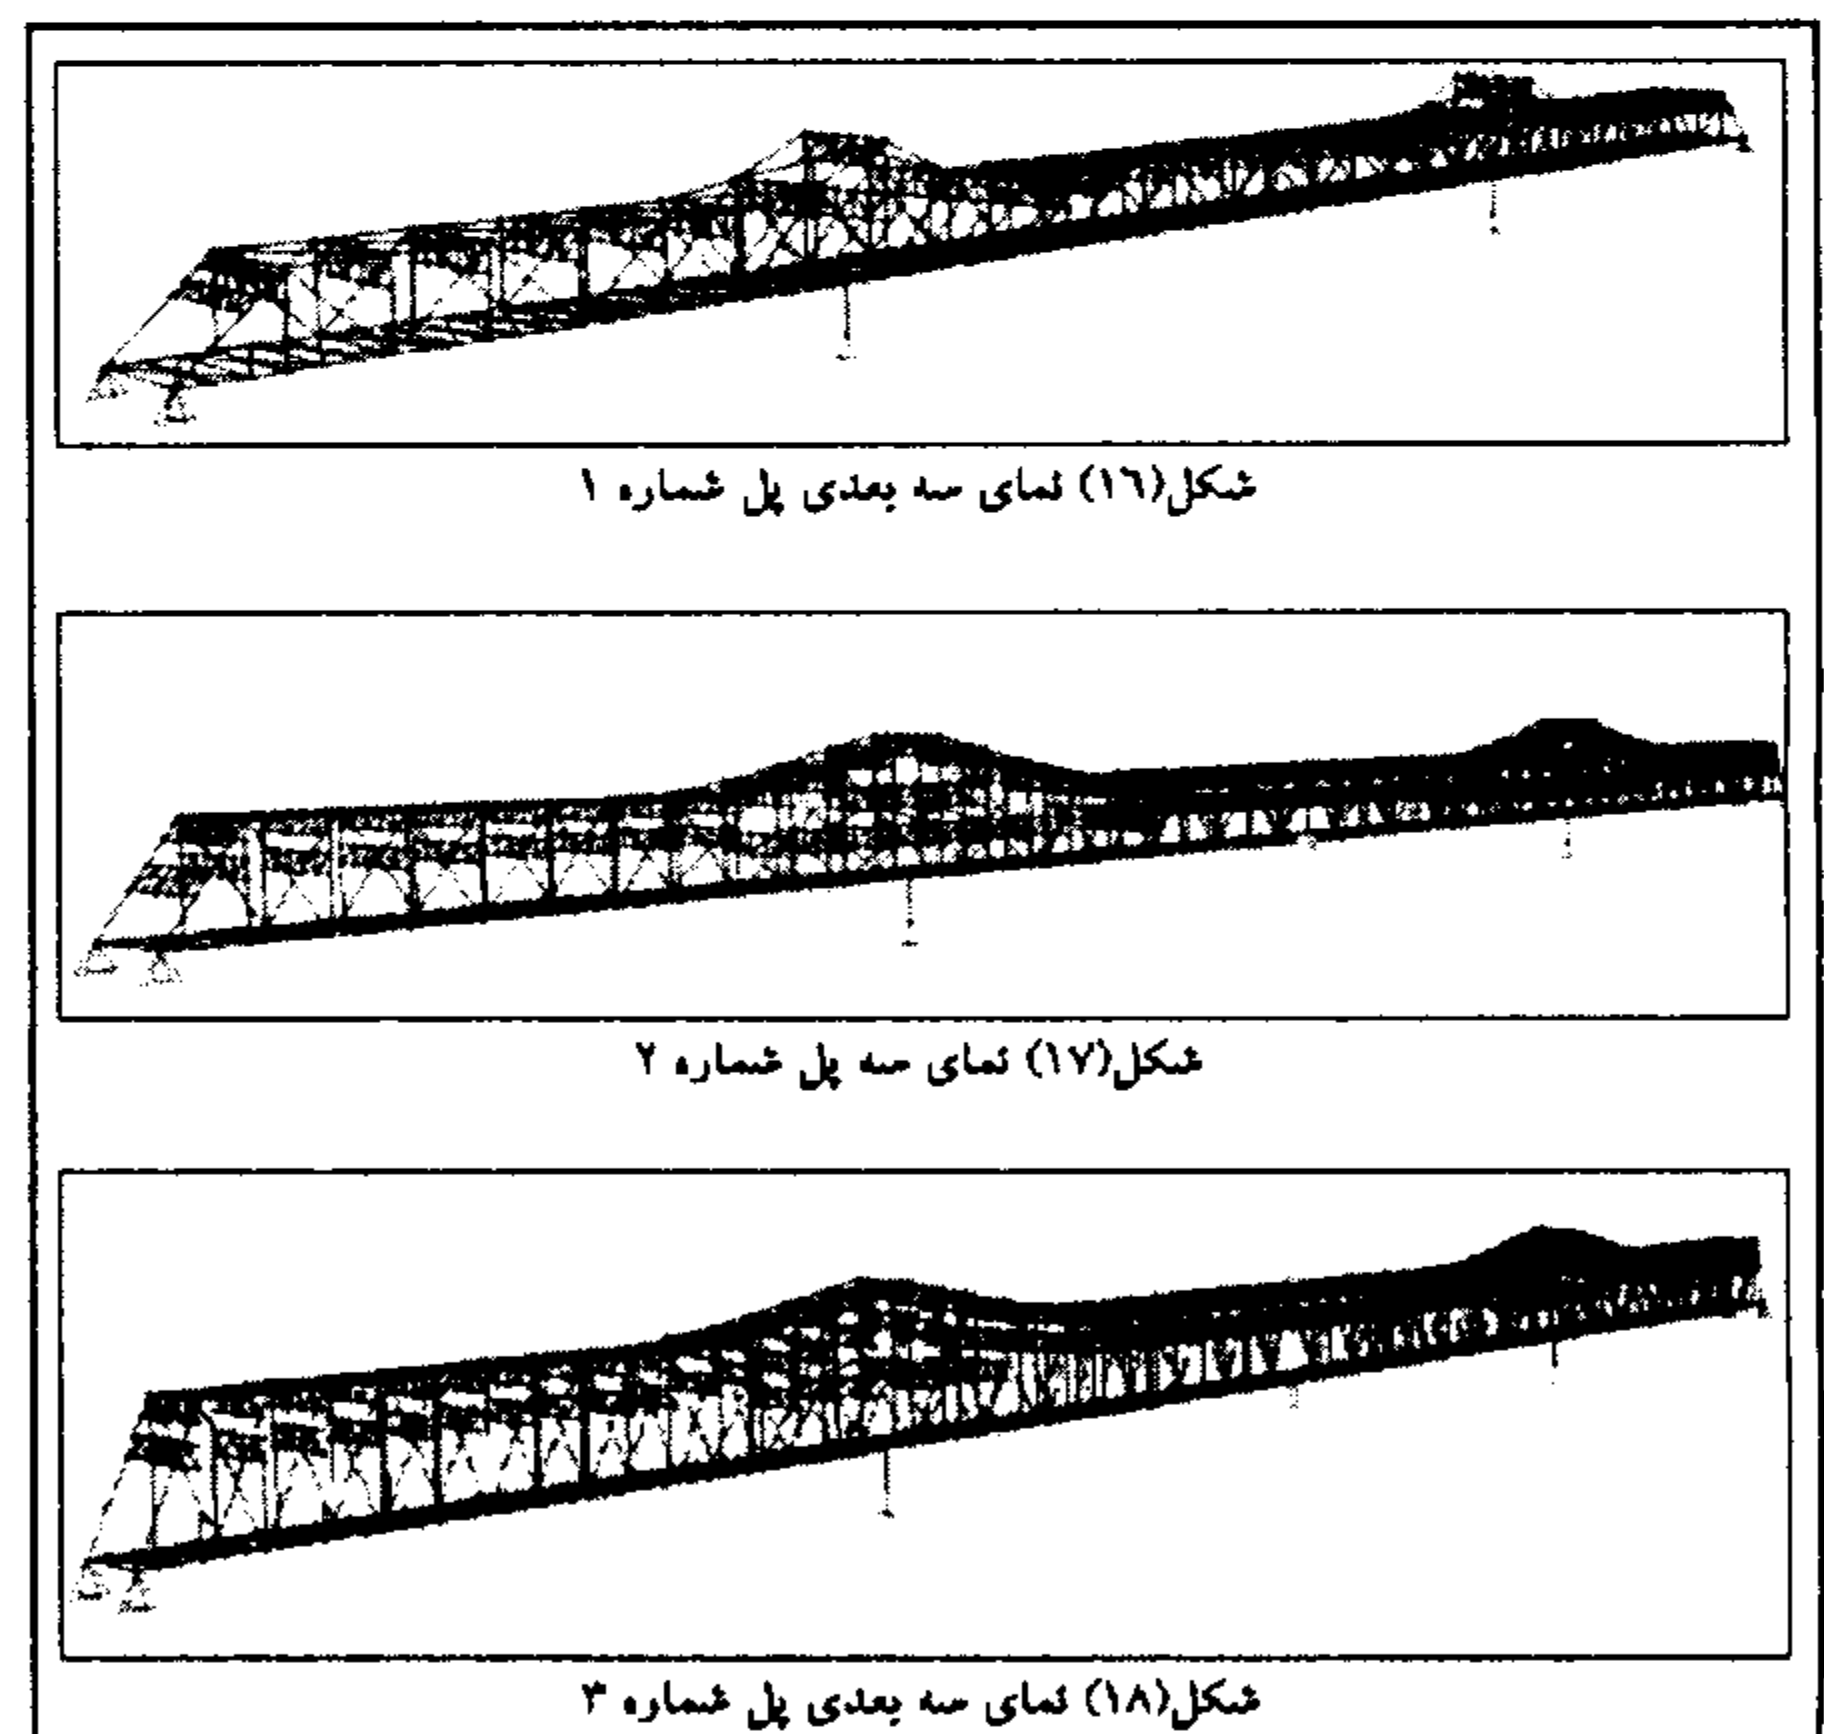 شکل(۱۶) نمای سه بعدی پل شماره ۱
شکل(۱۷) نمای سه پل شماره ۲
شکل(۱۸) نمای سه بعدی پل شماره ۳